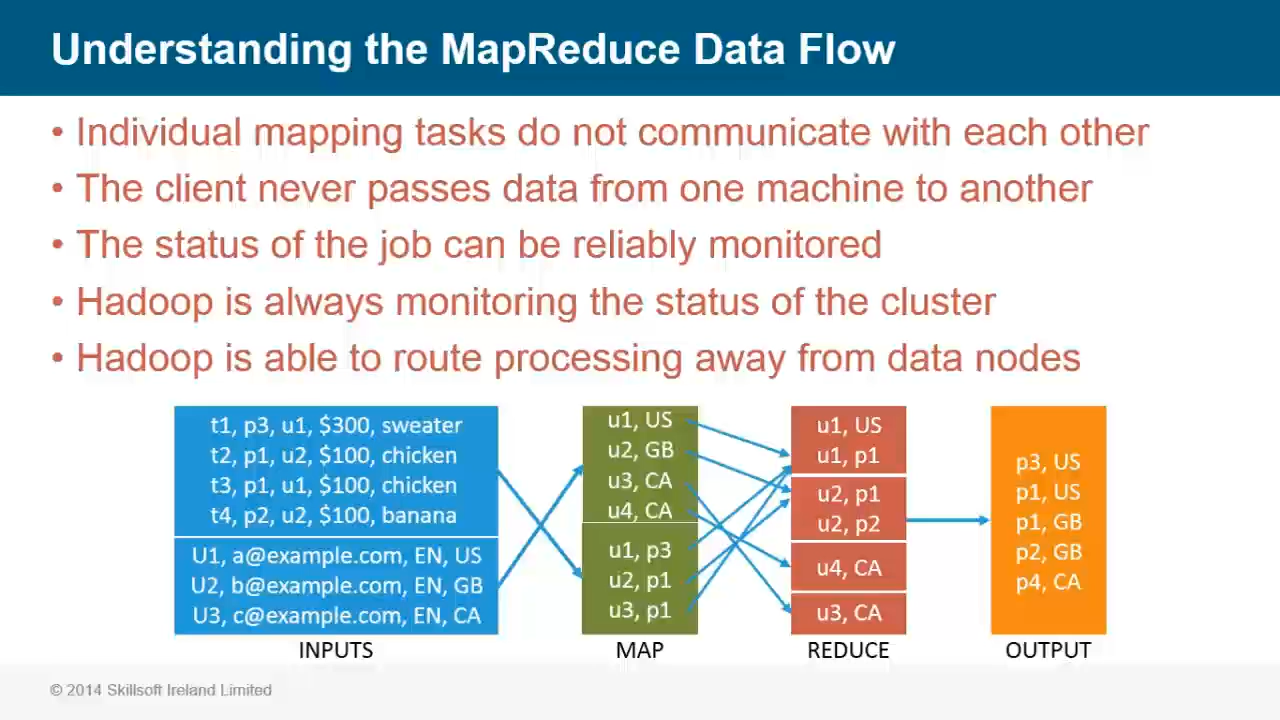 Understanding the MapReduce Data Flow
• Individual mapping tasks do not communicate with each other
• The client never passes data from one machine to another
• The status of the job can be reliably monitored
• Hadoop is always monitoring the status of the cluster
• Hadoop is able to route processing away from data nodes
t1, p3, u1, $300, sweater
t2, p1, u2, $100, chicken
t3, p1, u1, $100, chicken
t4, p2, u2, $100, banana
U1, a@example.com, EN, US
U2, b@example.com, EN, GB
U3, c@example.com, EN, CA
INPUTS
u1, US
u2, GB
u3, CA
u4, CA
u1, p3
u2, p1
u3, p1
MAP
u1, US
u1, p1
u2, p1
u2, p2
u4, CA
u3, CA
REDUCE
p3, US
p1, US
p1, GB
p2, GB
p4, CA
OUTPUT
© 2014 Skillsoft Ireland Limited